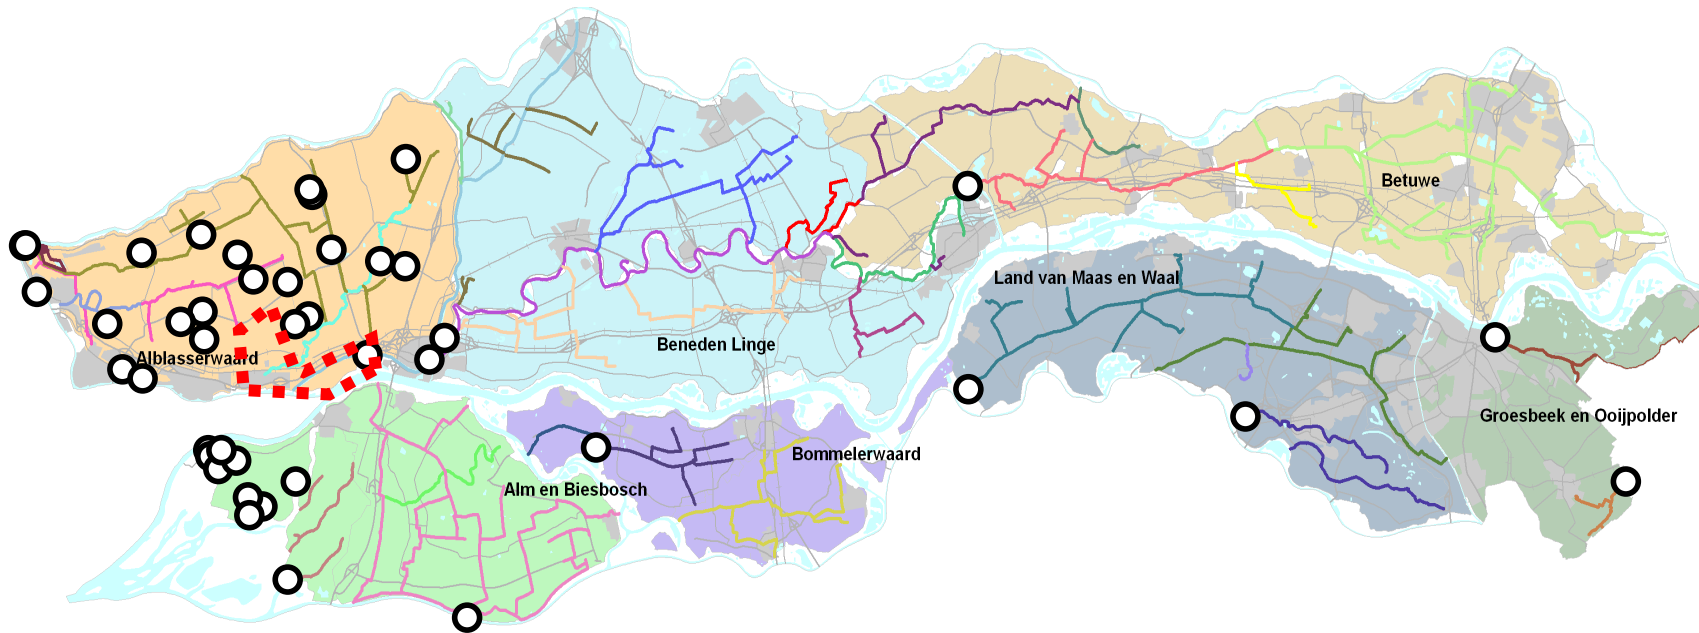 Betuwe
Land van Maas en Waal
Beneden Linge
Alblasserwaard
Groesbeek en Ooijpolder
Bommelerwaard
Alm en Biesbosch